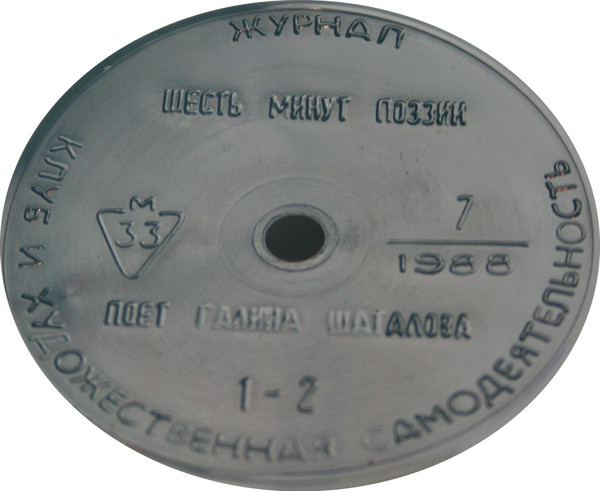 ЖУРНАЛ
КЛУБ И ХУДОЖЕСТВЕННАЯ САМОДЕЯТЕЛЬНОСТЬ
ШЕСТЬ МИНУТ ПОЭЗИИ
М
33
7
1988
ПОЕТ ГАЛИНА ШАГАЛОВА
1-2